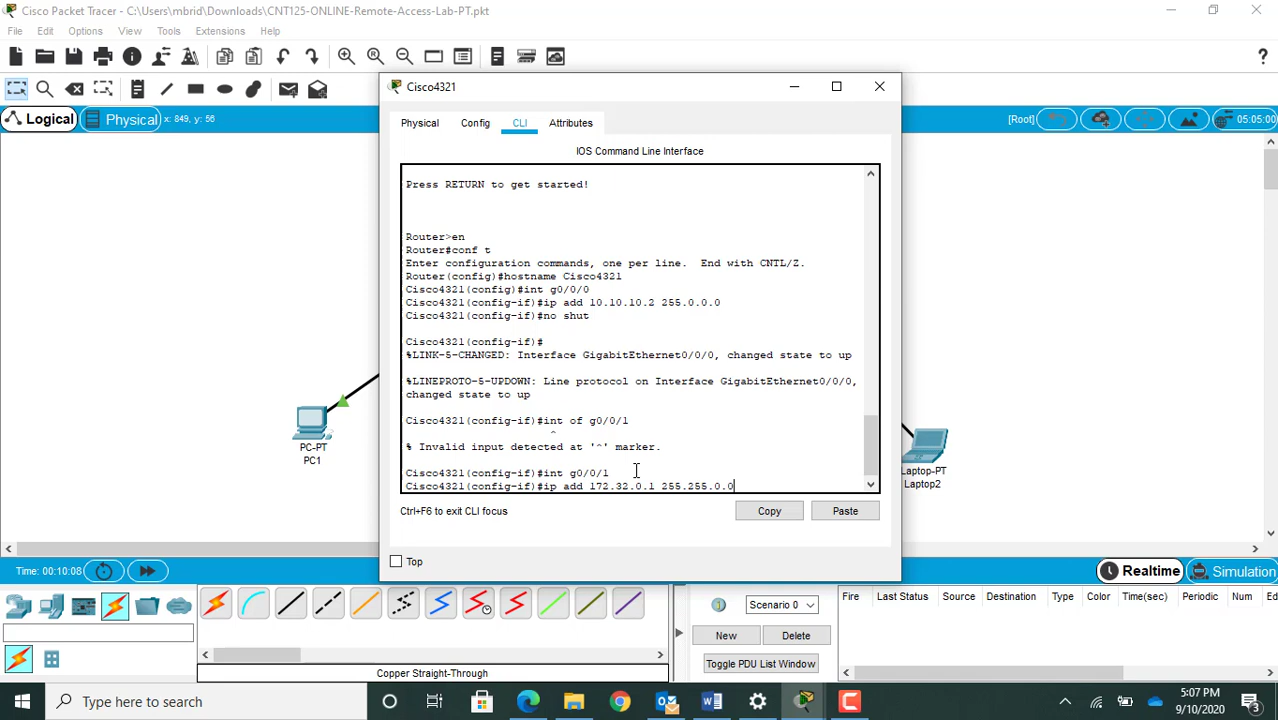 Cisco Packet Tracer - C:\Users\mbrid\Downloads\CNT125-ONLINE-Remote-Access-Lab-PT.pkt
File Edit Options View Tools Extensions Help
Logical Physical x: 849, y: 56 [Root] 05:05:00
Cisco4321
Physical Config CLI Attributes
IOS Command Line Interface
Press RETURN to get started!
Router>en
Router#conf t
Enter configuration commands, one per line. End with CNTL/Z.
Router(config)#hostname Cisco4321
Cisco4321(config)#int g0/0/0
Cisco4321(config-if)#ip add 10.10.10.2 255.0.0.0
Cisco4321(config-if)#no shut
Cisco4321(config-if)#
%LINK-5-CHANGED: Interface GigabitEthernet0/0/0, changed state to up
%LINEPROTO-5-UPDOWN: Line protocol on Interface GigabitEthernet0/0/0,
changed state to up
Cisco4321(config-if)#int of g0/0/1
^
% Invalid input detected at '^' marker.
Cisco4321(config-if)#int g0/0/1
Cisco4321(config-if)#ip add 172.32.0.1 255.255.0.0
Ctrl+F6 to exit CLI focus Copy Paste
Top
PC-PT
PC1
Laptop-PT
Laptop2
Time: 00:10:08 Realtime Simulation
Scenario 0
New Delete
Toggle PDU List Window
Fire Last Status Source Destination Type Color Time(sec) Periodic Num Ed
Copper Straight-Through
Type here to search
5:07 PM
9/10/2020
3